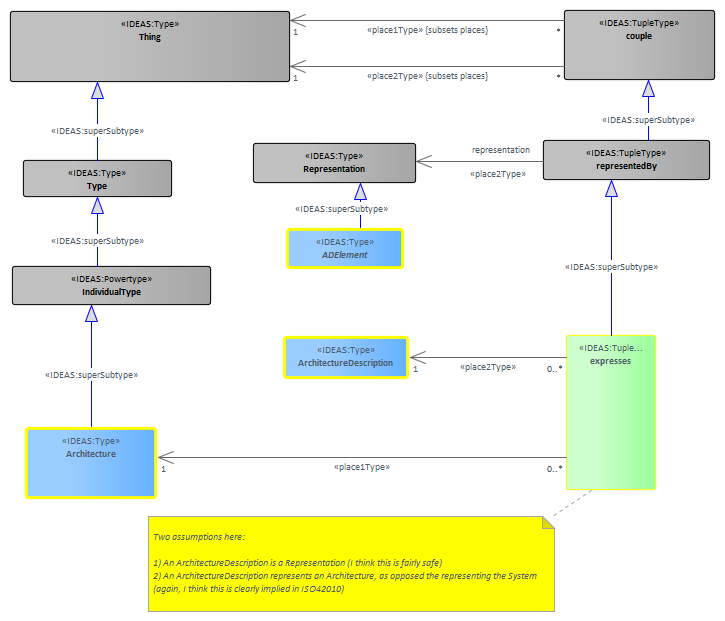 «IDEAS:Type»
Thing
1
«place1Type» {subsets places}
*
«IDEAS:TupleType»
couple
1
«place2Type» {subsets places}
*
«IDEAS:superSubtype»
«IDEAS:superSubtype»
«IDEAS:Type»
Type
«IDEAS:Type»
Representation
representation
«place2Type»
«IDEAS:TupleType»
representedBy
«IDEAS:superSubtype»
«IDEAS:superSubtype»
«IDEAS:Type»
ADElement
«IDEAS:superSubtype»
«IDEAS:Powertype»
IndividualType
«IDEAS:Type»
ArchitectureDescription
1
«place2Type»
0..*
«IDEAS:Tuple...
expresses
«IDEAS:superSubtype»
«IDEAS:Type»
Architecture
1
«place1Type»
0..*
Two assumptions here:
1) An ArchitectureDescription is a Representation (I think this is fairly safe)
2) An ArchitectureDescription represents an Architecture, as opposed the representing the System
(again, I think this is clearly implied in ISO42010)